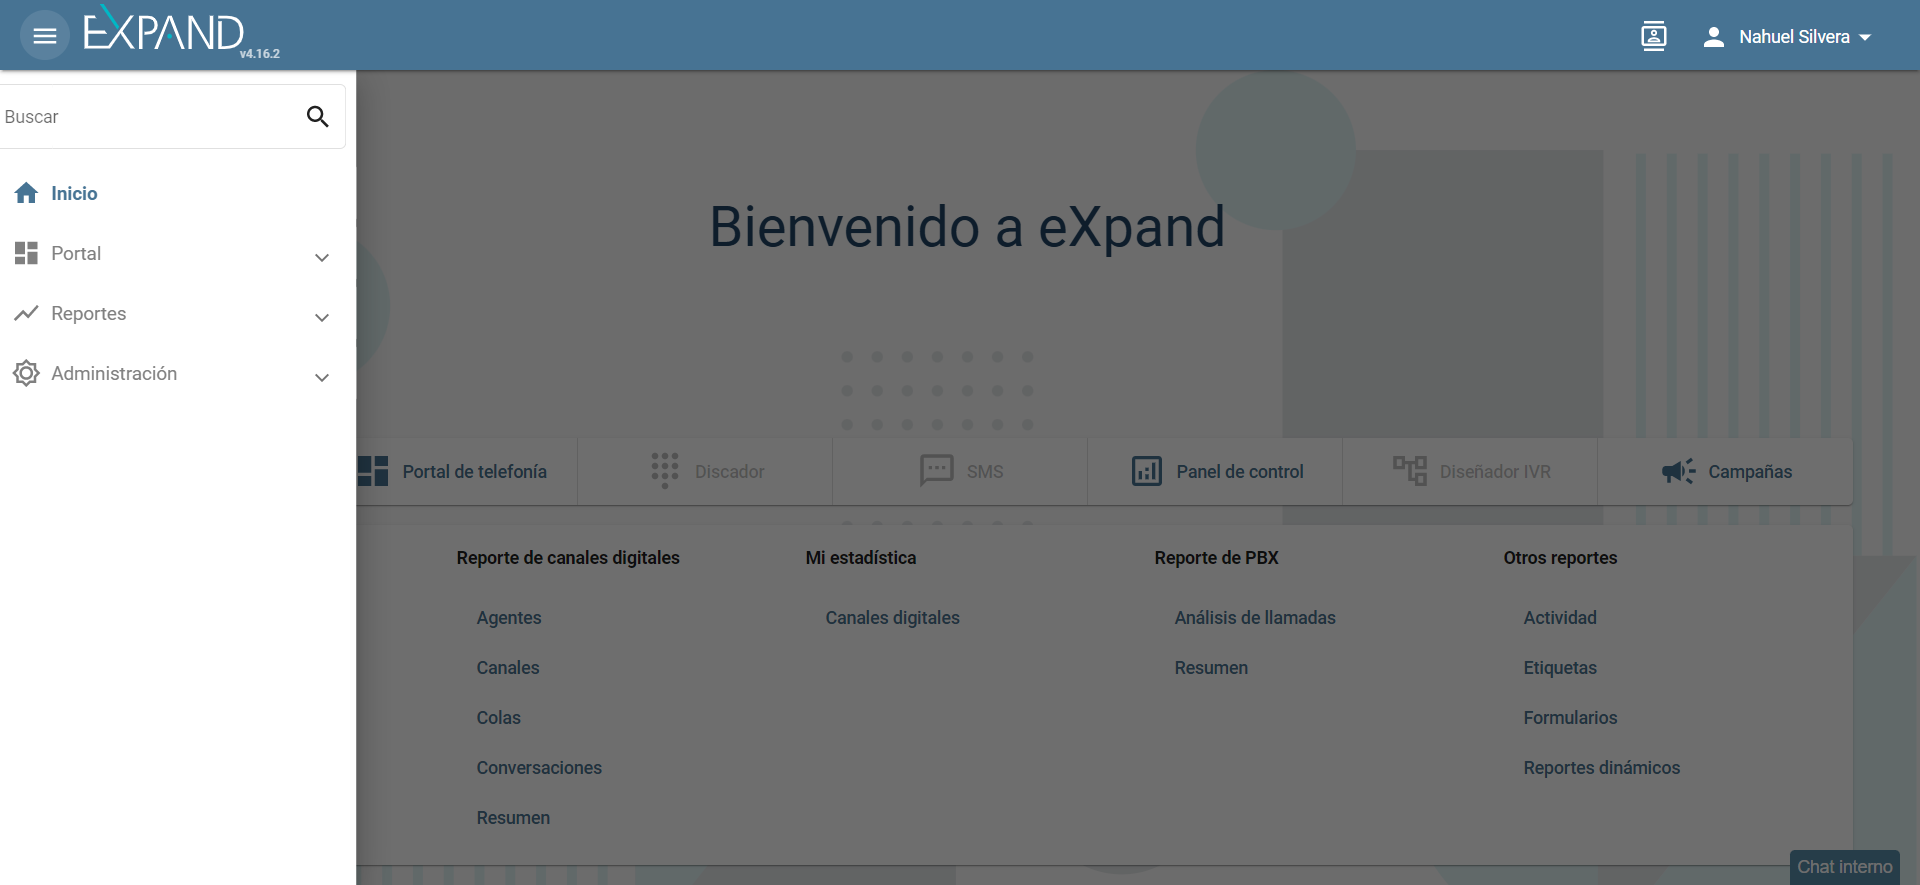 EXPAND
v4.16.2
Nahuel Silvera
Buscar
Inicio
Portal
Reportes
Administración
Bienvenido a eXpand
Portal de telefonía
Discador
SMS
Panel de control
Diseñador IVR
Campañas
Reporte de canales digitales
Agentes
Canales
Colas
Conversaciones
Resumen
Mi estadística
Canales digitales
Reporte de PBX
Análisis de llamadas
Resumen
Otros reportes
Actividad
Etiquetas
Formularios
Reportes dinámicos
Chat interno